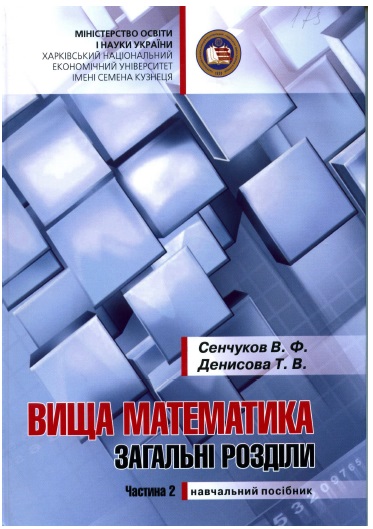 МІНІСТЕРСТВО ОСВІТИ
І НАУКИ УКРАЇНИ
ХАРКІВСЬКИЙ НАЦІОНАЛЬНИЙ
ЕКОНОМІЧНИЙ УНІВЕРСИТЕТ
ІМЕНІ СЕМЕНА КУЗНЕЦЯ
Сенчуков В. Ф.
Денисова Т. В.
ВИЩА МАТЕМАТИКА
ЗАГАЛЬНІ РОЗДІЛИ
Частина 2 навчальний посібник